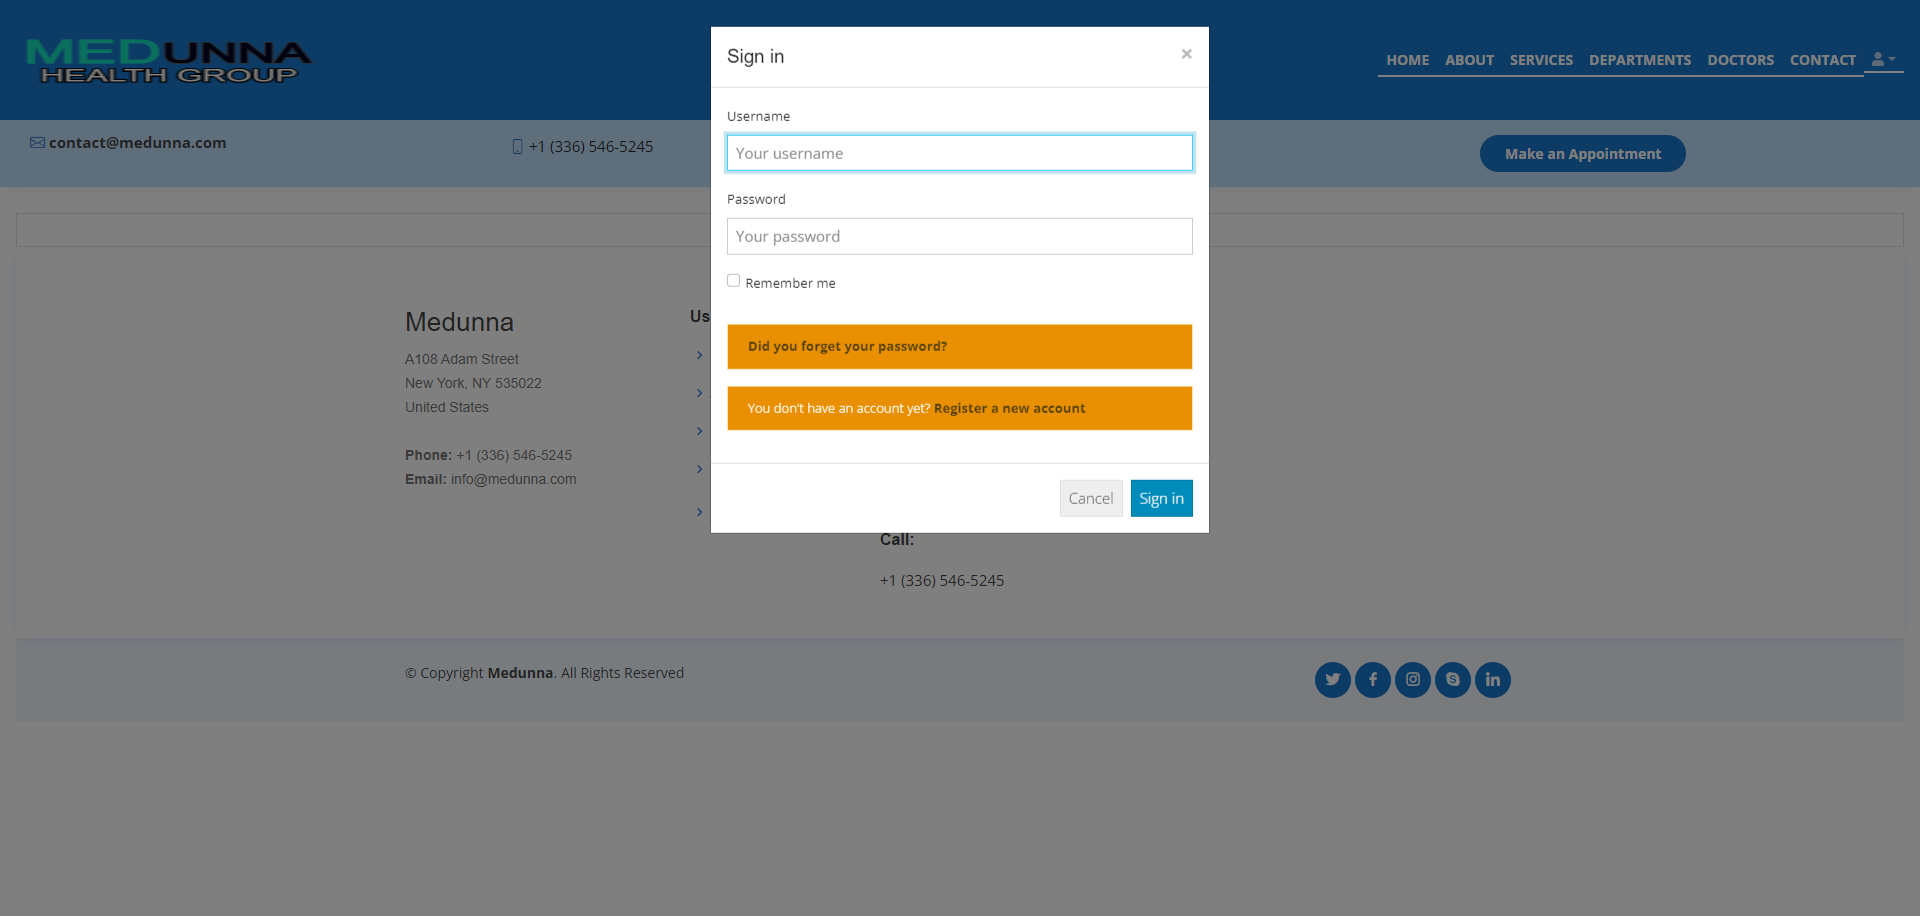 MEDUNNA
HEALTH GROUP
HOME ABOUT SERVICES DEPARTMENTS DOCTORS CONTACT
contact@medunna.com
+1 (336) 546-5245
Make an Appointment
Sign in
×
Username
Your username
Password
Your password
Remember me
Did you forget your password?
You don't have an account yet? Register a new account
Cancel
Sign in
Medunna
A108 Adam Street
New York, NY 535022
United States
Phone: +1 (336) 546-5245
Email: info@medunna.com
Us
Call:
+1 (336) 546-5245
© Copyright Medunna. All Rights Reserved